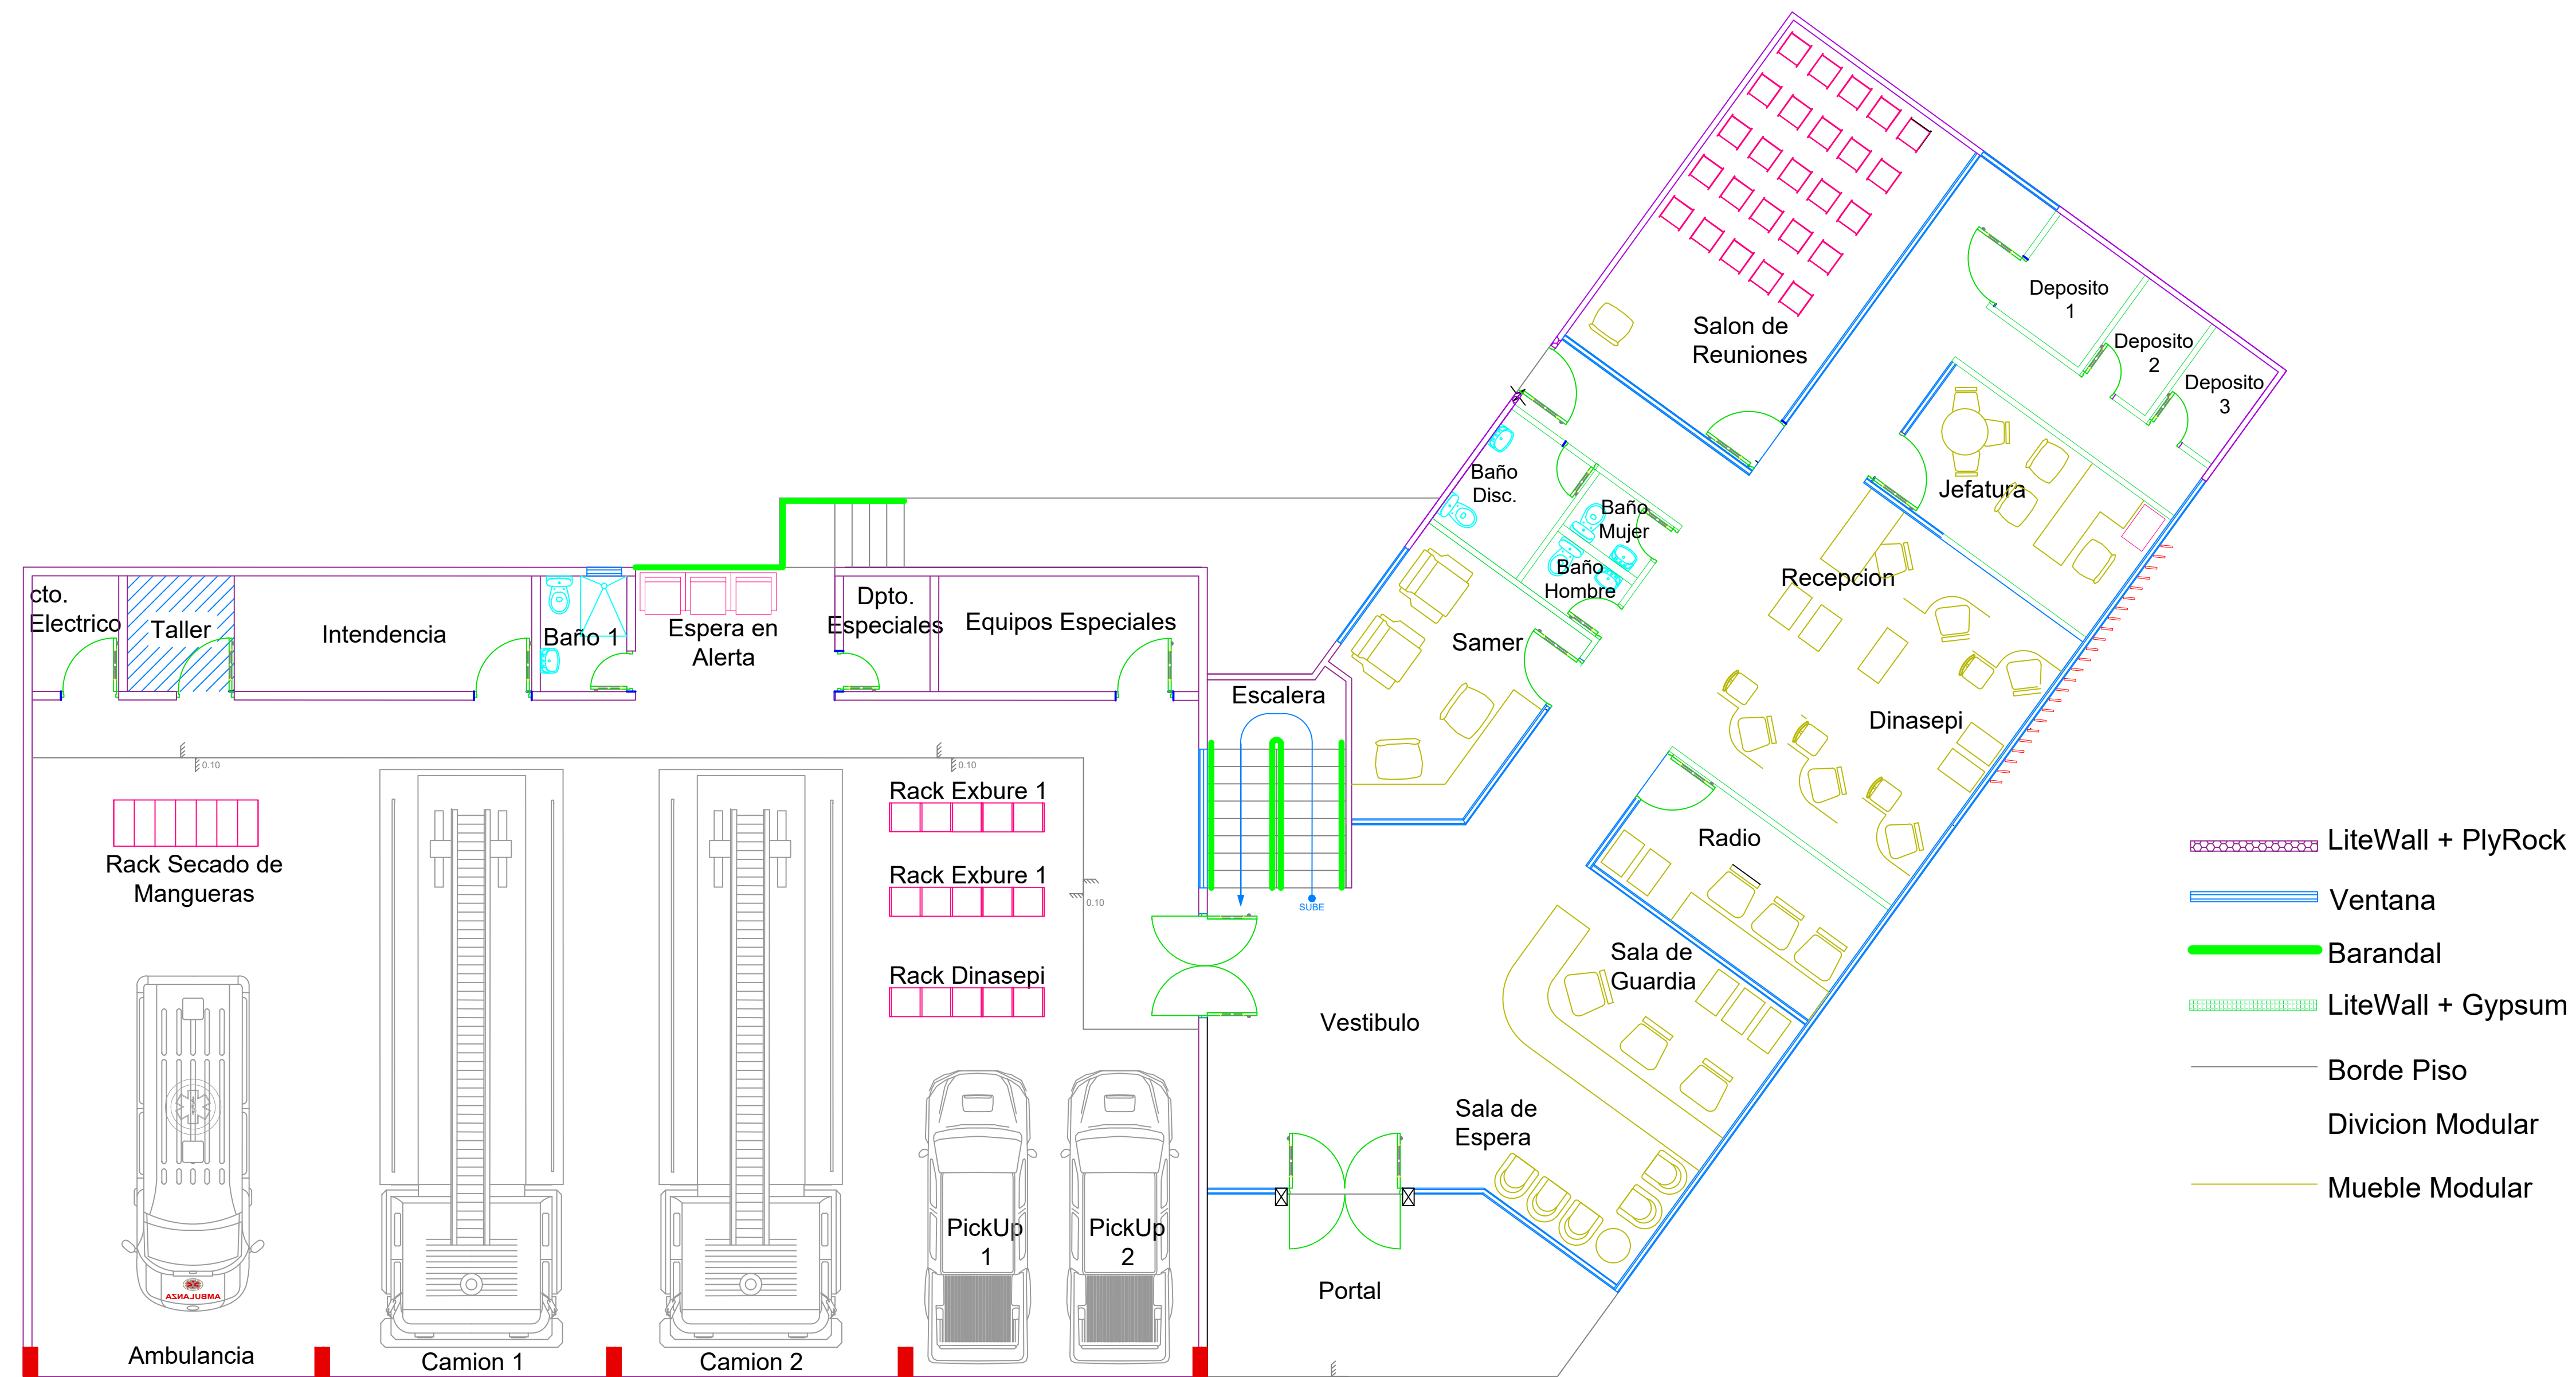 Salon de
Reuniones
Deposito
1
Deposito
2
Deposito
3
Baño
Disc.
Baño
Mujer
Baño
Hombre
Jefatura
Recepcion
Samer
Dinasepi
Escalera
SUBE
cto.
Electrico
Taller
Intendencia
Baño 1
Espera en
Alerta
Dpto.
Especiales
Equipos Especiales
0.10
0.10
0.10
Rack Secado de
Mangueras
Rack Exbure 1
Rack Exbure 1
Rack Dinasepi
Radio
Sala de
Guardia
Vestibulo
Sala de
Espera
Portal
PickUp
1
PickUp
2
AMBULANZA
Ambulancia
Camion 1
Camion 2
LiteWall + PlyRock
Ventana
Barandal
LiteWall + Gypsum
Borde Piso
Divicion Modular
Mueble Modular